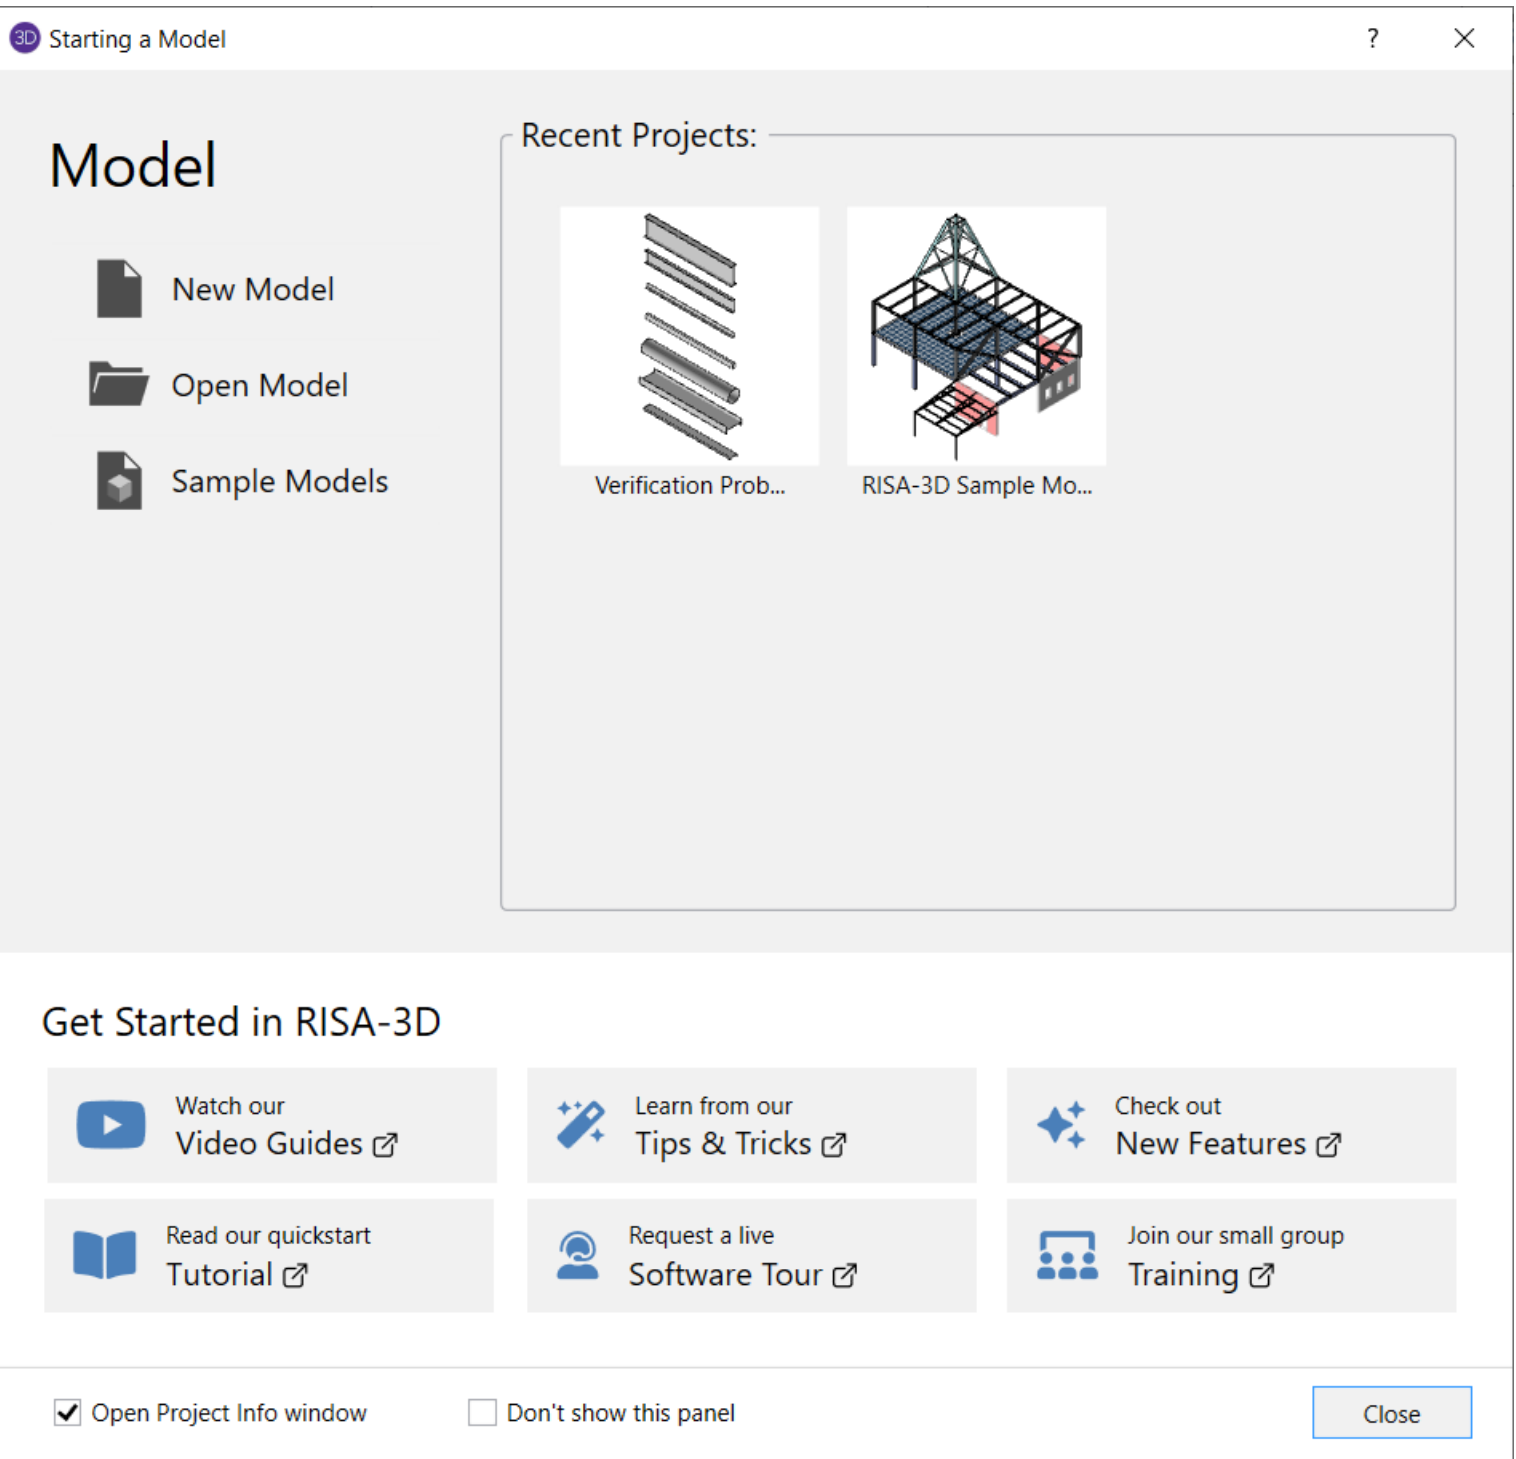 3D Starting a Model ?
Model
New Model
Open Model
Sample Models
Recent Projects:
Verification Prob...
RISA-3D Sample Mo...
Get Started in RISA-3D
Watch our
Video Guides
Learn from our
Tips & Tricks
Check out
New Features
Read our quickstart
Tutorial
Request a live
Software Tour
Join our small group
Training
Open Project Info window
Don't show this panel
Close